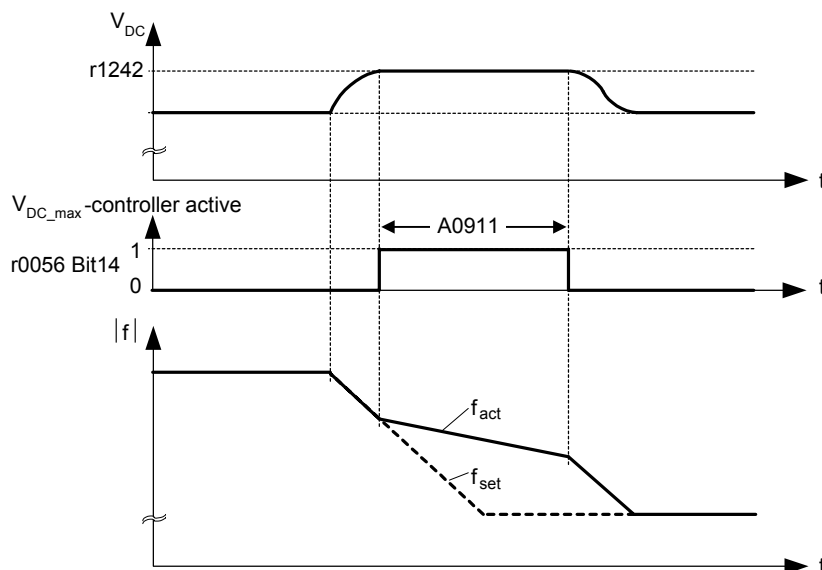 V_DC
r1242
t
V_DC_max -controller active
A0911
1
r0056 Bit14
0
t
|f|
f_act
f_set
t